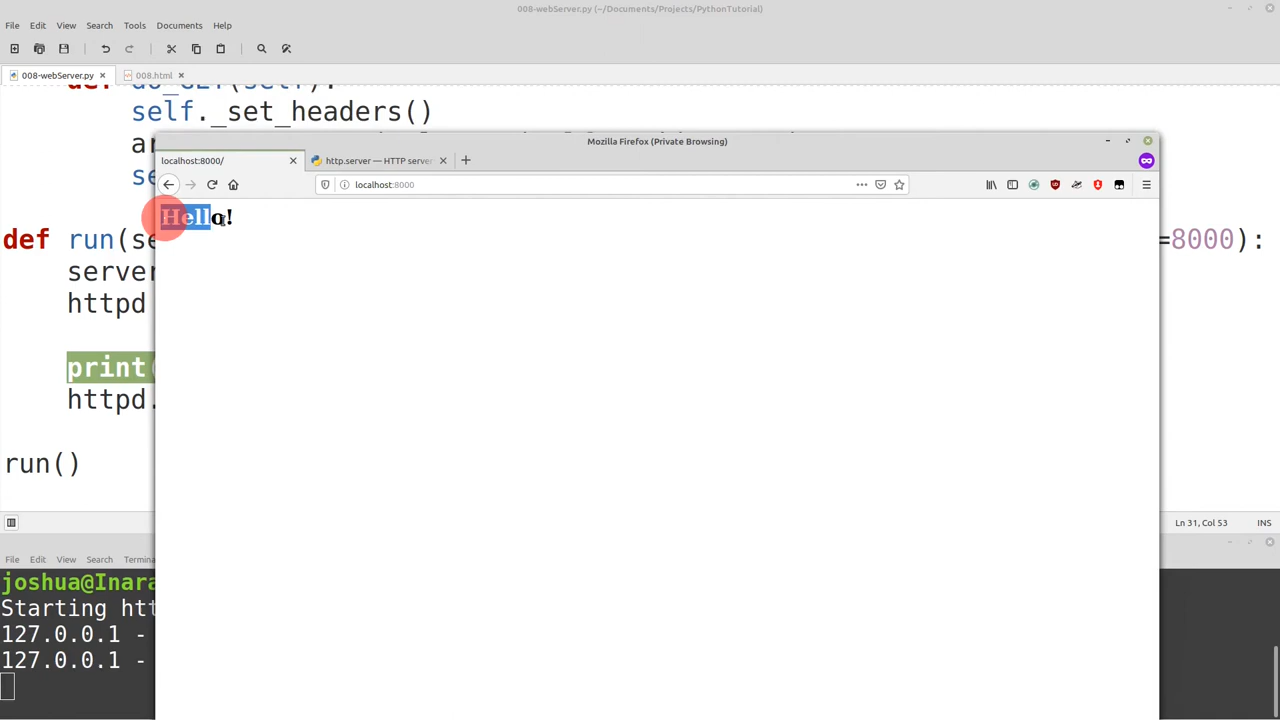 008-webServer.py (~/Documents/Projects/PythonTutorial)
File Edit View Search Tools Documents Help
008-webServer.py 008.html
self._set_headers()
Mozilla Firefox (Private Browsing)
localhost:8000/ http.server — HTTP server
localhost:8000
Hello!
def run(se =8000):
server
httpd
print(
httpd.
run()
Ln 31, Col 53 INS
File Edit View Search Termina
joshua@Inara
Starting htt
127.0.0.1 -
127.0.0.1 -